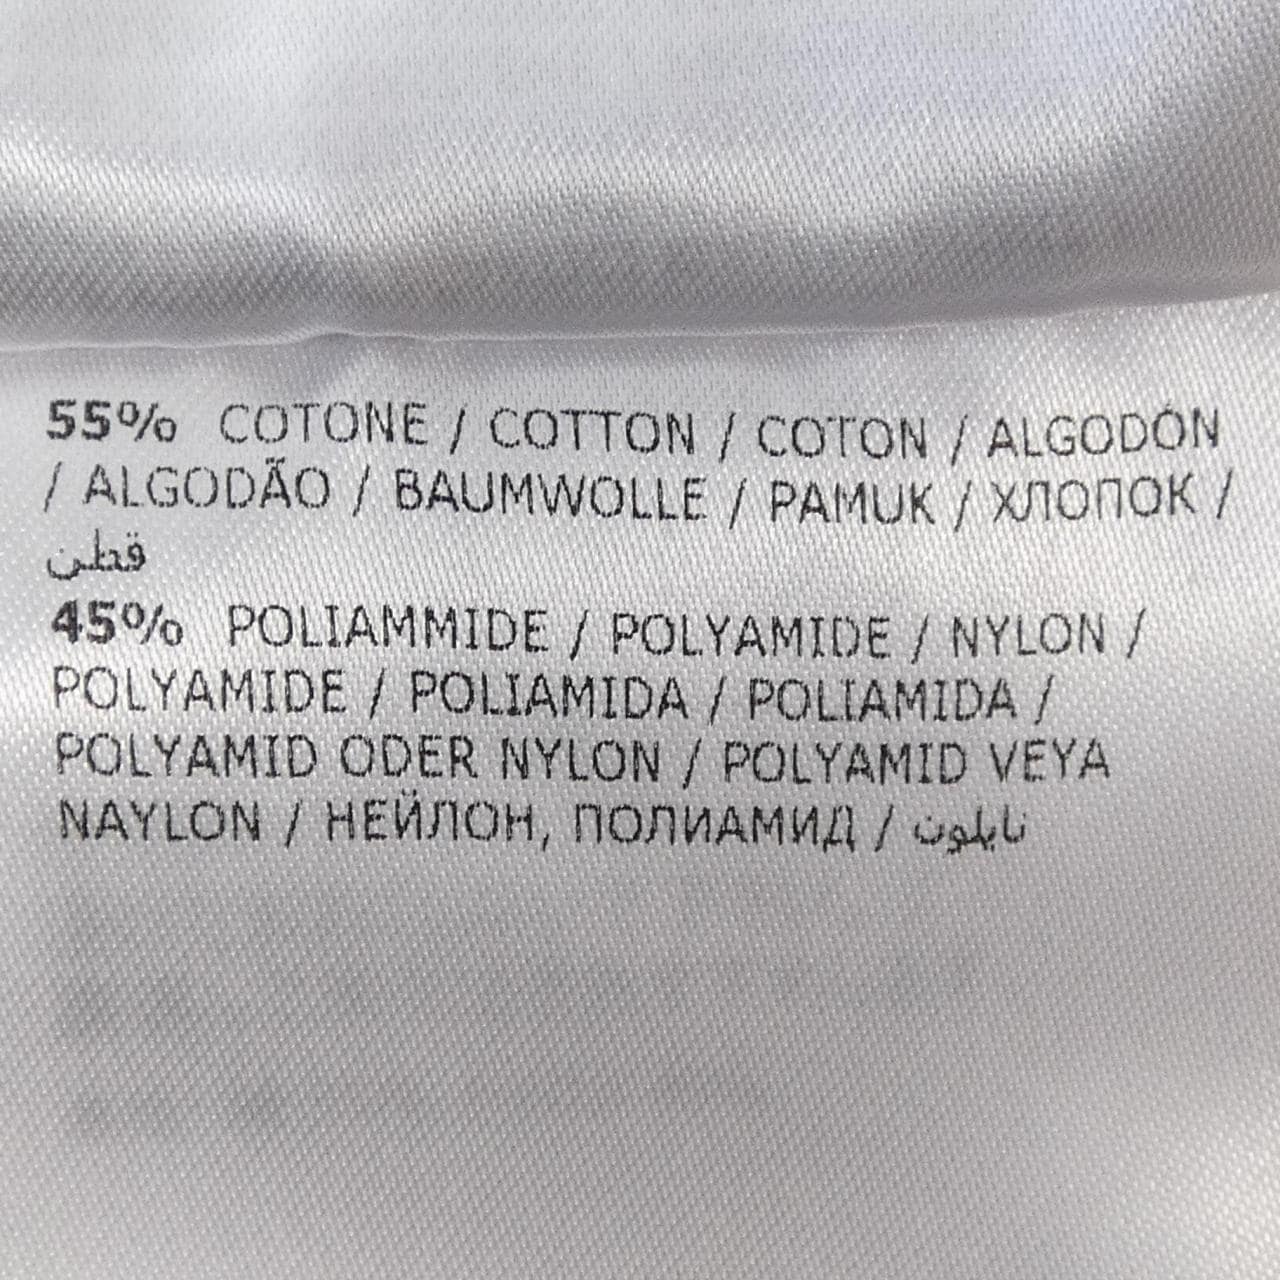 55% COTONE / COTTON / COTON / ALGODÓN
/ ALGODÃO / BAUMWOLLE / PAMUK / ХЛОПОК /
قطن
45% POLIAMMIDE / POLYAMIDE / NYLON /
POLYAMIDE / POLIAMIDA / POLIAMIDA /
POLYAMID ODER NYLON / POLYAMID VEYA
NAYLON / НЕЙЛОН, ПОЛИАМИД / نايلون